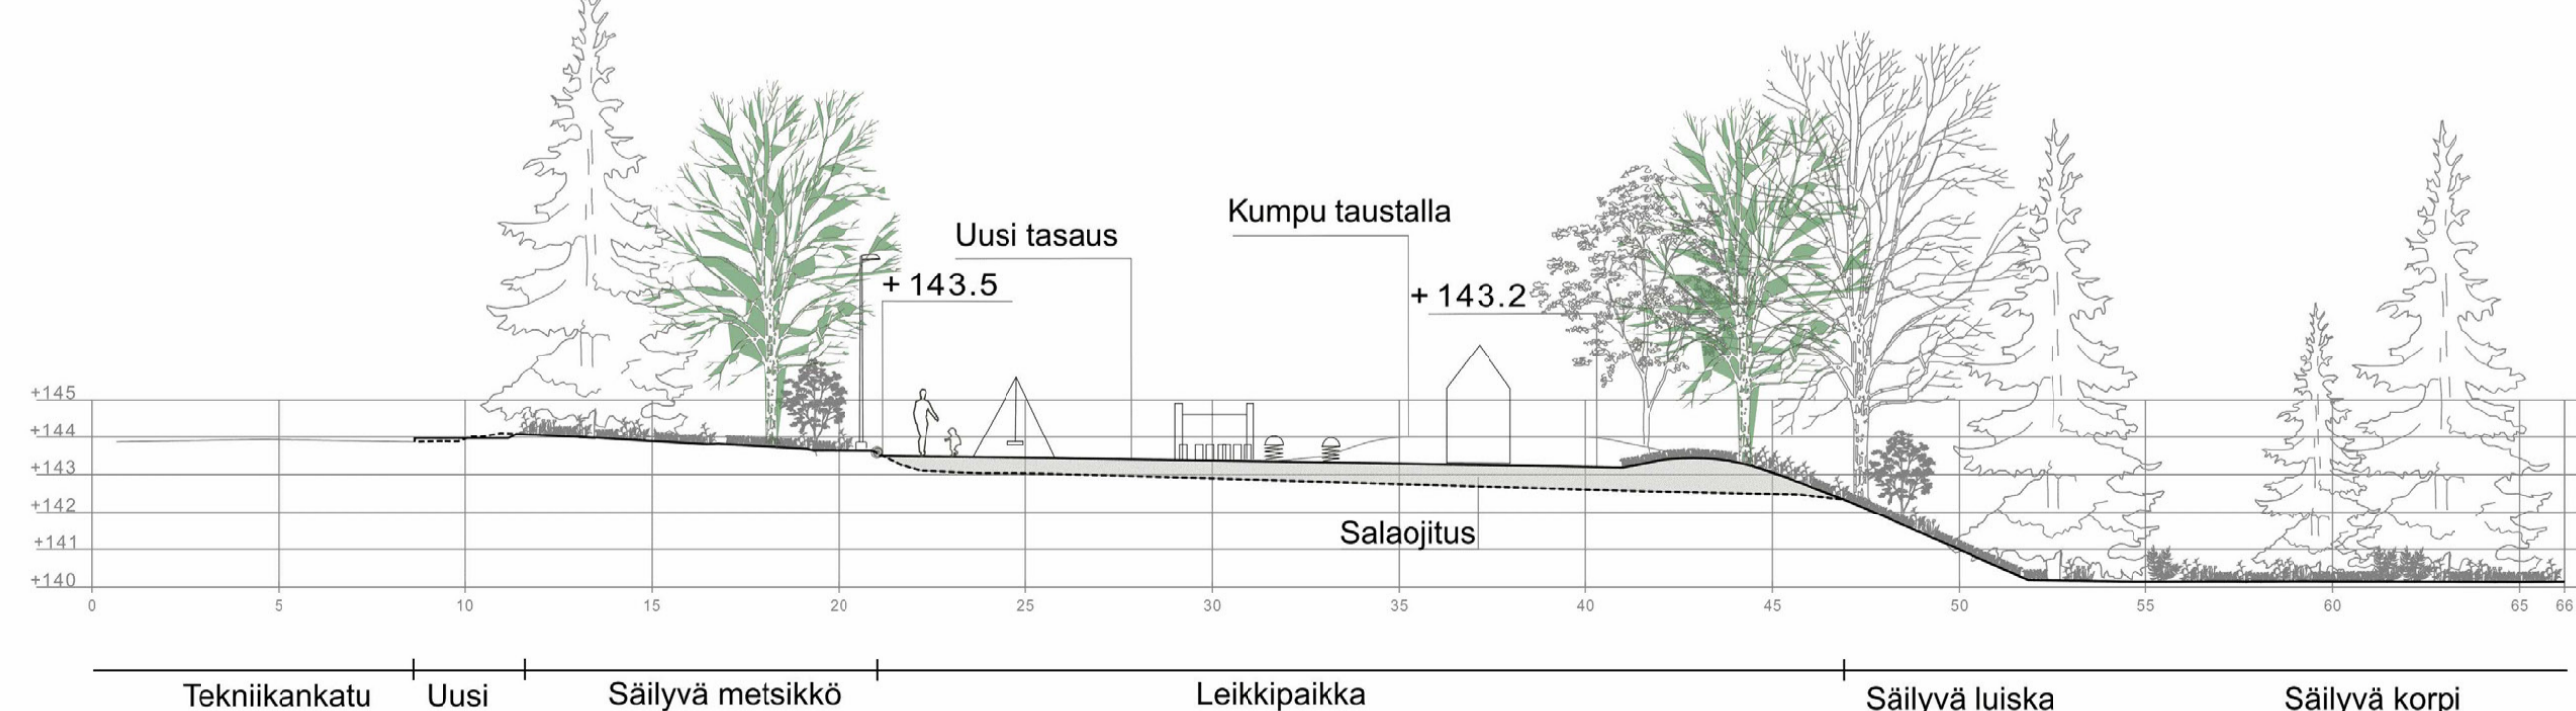 Kumpu taustalla
Uusi tasaus
+ 143.5
+ 143.2
+145
+144
+143
+142
+141
+140
Salaojitus
0 5 10 15 20 25 30 35 40 45 50 55 60 65 66
Tekniikankatu Uusi Säilyvä metsikkö Leikkipaikka Säilyvä luiska Säilyvä korpi